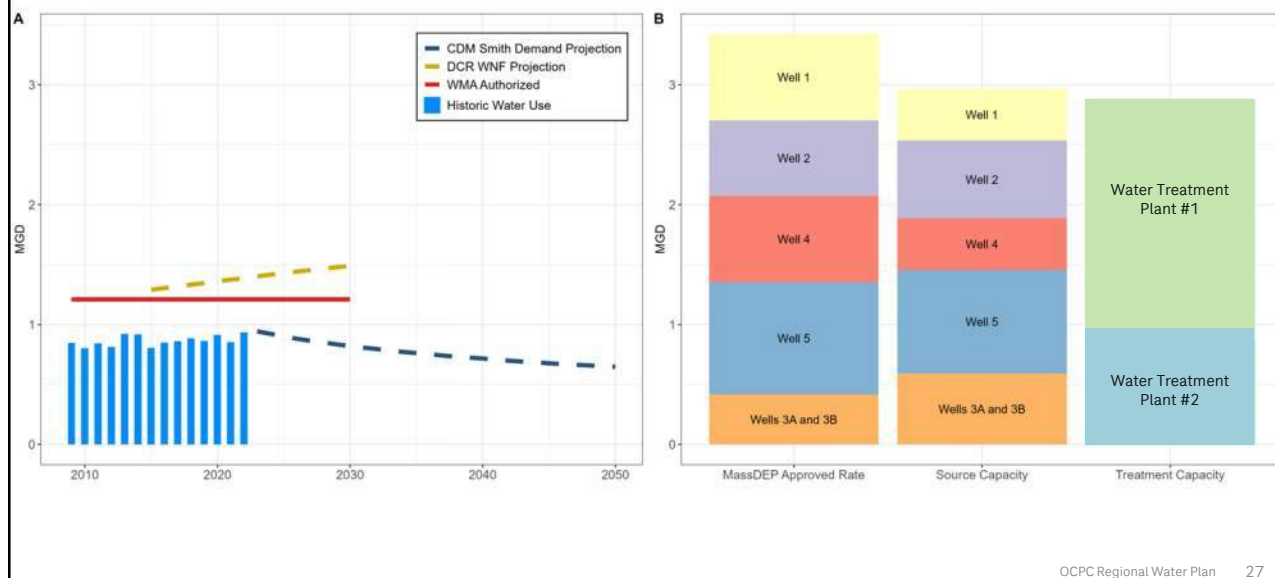 A
CDM Smith Demand Projection
DCR WNF Projection
WMA Authorized
Historic Water Use
MGD
3
2
1
0
2010
2020
2030
2040
2050
B
MGD
3
2
1
0
Well 1
Well 2
Well 4
Well 5
Wells 3A and 3B
Well 1
Well 2
Well 4
Well 5
Wells 3A and 3B
Water Treatment
Plant #1
Water Treatment
Plant #2
MassDEP Approved Rate
Source Capacity
Treatment Capacity
OCPC Regional Water Plan 27